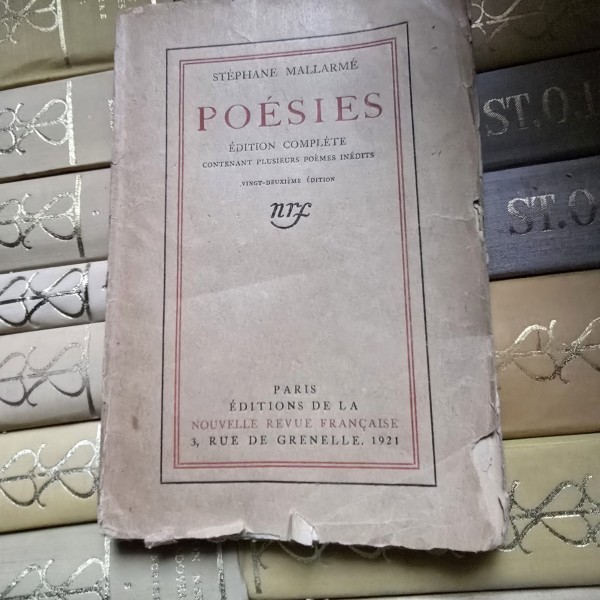 STÉPHANE MALLARMÉ
POÉSIES
ÉDITION COMPLÈTE
CONTENANT PLUSIEURS POÈMES INÉDITS
VINGT-DEUXIÈME ÉDITION
nrf
PARIS
ÉDITIONS DE LA
NOUVELLE REVUE FRANÇAISE
3, RUE DE GRENELLE. 1921
ST.O.
ST.O.